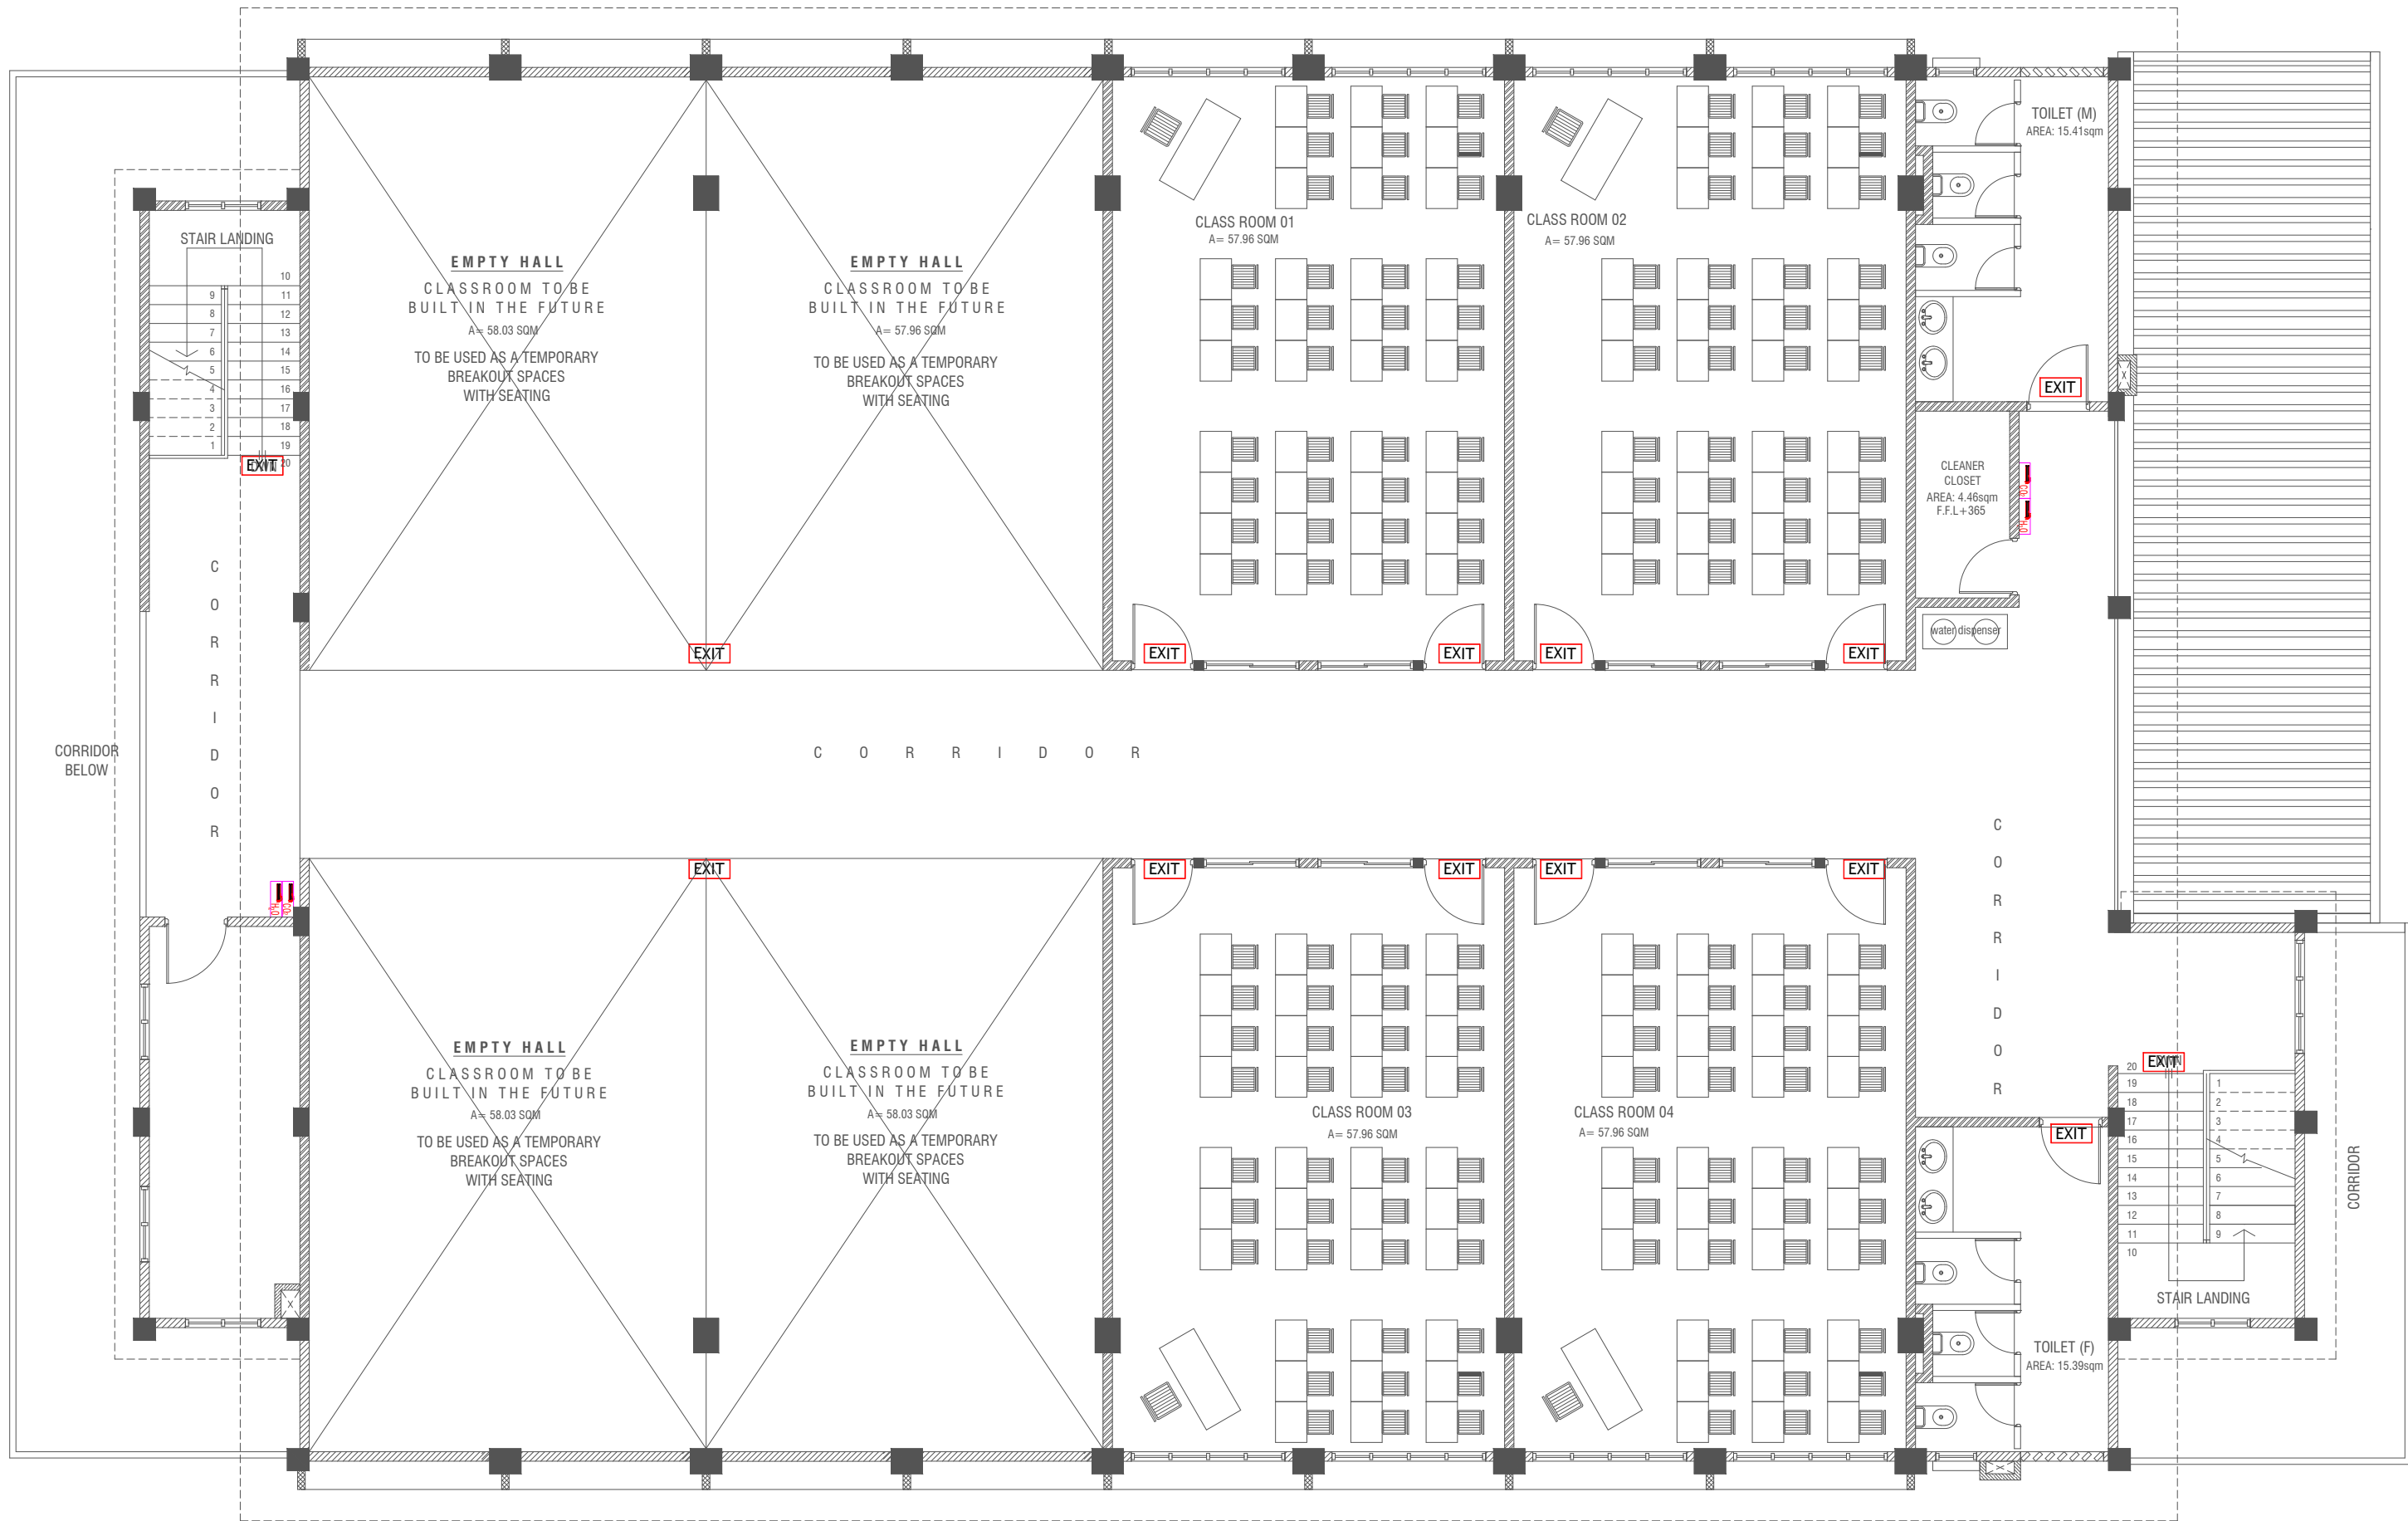 TOILET (M)
AREA: 15.41sqm
STAIR LANDING
10
9
11
8
12
7
13
6
14
5
15
4
16
3
17
2
18
1
19
20
EXIT
EMPTY HALL
CLASSROOM TO BE
BUILT IN THE FUTURE
A= 58.03 SQM
TO BE USED AS A TEMPORARY
BREAKOUT SPACES
WITH SEATING
EMPTY HALL
CLASSROOM TO BE
BUILT IN THE FUTURE
A= 57.96 SQM
TO BE USED AS A TEMPORARY
BREAKOUT SPACES
WITH SEATING
CLASS ROOM 01
A= 57.96 SQM
CLASS ROOM 02
A= 57.96 SQM
EXIT
CLEANER
CLOSET
AREA: 4.46sqm
F.F.L+365
CO₂
H₂O
water dispenser
EXIT
EXIT
EXIT
EXIT
EXIT
CORRIDOR
CORRIDOR
BELOW
CORRIDOR
CORRIDOR
EXIT
EXIT
EXIT
EXIT
EXIT
H₂O
CO₂
EMPTY HALL
CLASSROOM TO BE
BUILT IN THE FUTURE
A= 58.03 SQM
TO BE USED AS A TEMPORARY
BREAKOUT SPACES
WITH SEATING
EMPTY HALL
CLASSROOM TO BE
BUILT IN THE FUTURE
A= 58.03 SQM
TO BE USED AS A TEMPORARY
BREAKOUT SPACES
WITH SEATING
CLASS ROOM 03
A= 57.96 SQM
CLASS ROOM 04
A= 57.96 SQM
EXIT
EXIT
20
19
1
18
2
17
3
16
4
15
5
14
6
13
7
12
8
11
9
10
STAIR LANDING
CORRIDOR
TOILET (F)
AREA: 15.39sqm